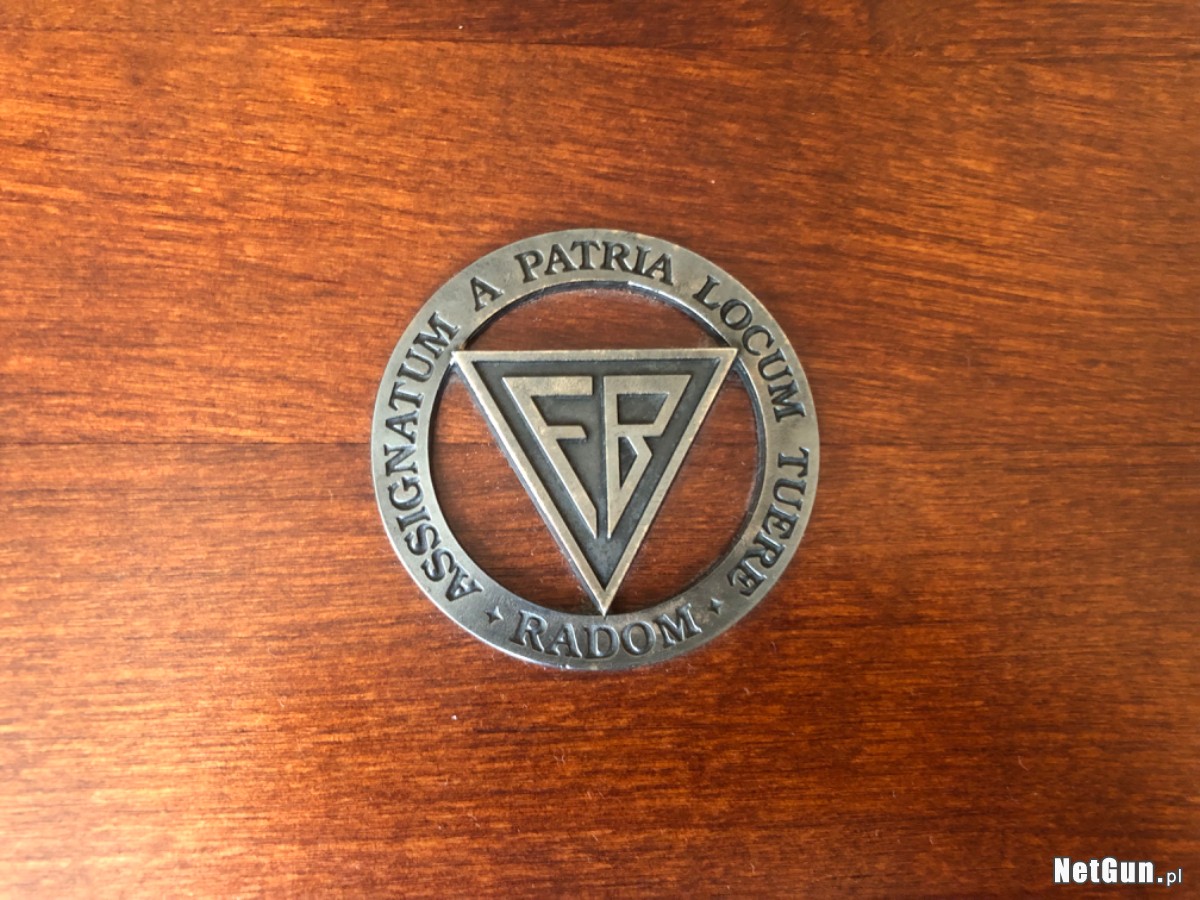 ASSIGNATUM A PATRIA LOCUM TUERE
RADOM
FB
NetGun.pl